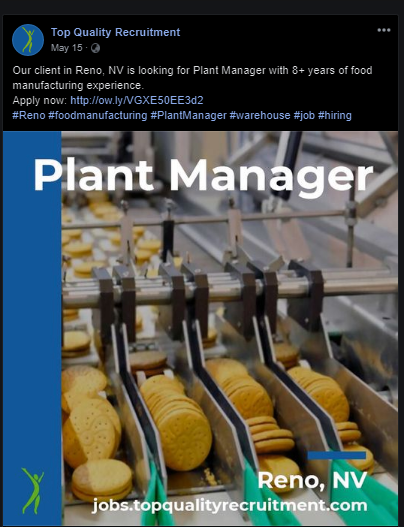 Top Quality Recruitment
May 15 ·
Our client in Reno, NV is looking for Plant Manager with 8+ years of food
manufacturing experience.
Apply now: http://ow.ly/VGXE50EE3d2
#Reno #foodmanufacturing #PlantManager #warehouse #job #hiring
Plant Manager
Reno, NV
jobs.topqualityrecruitment.com